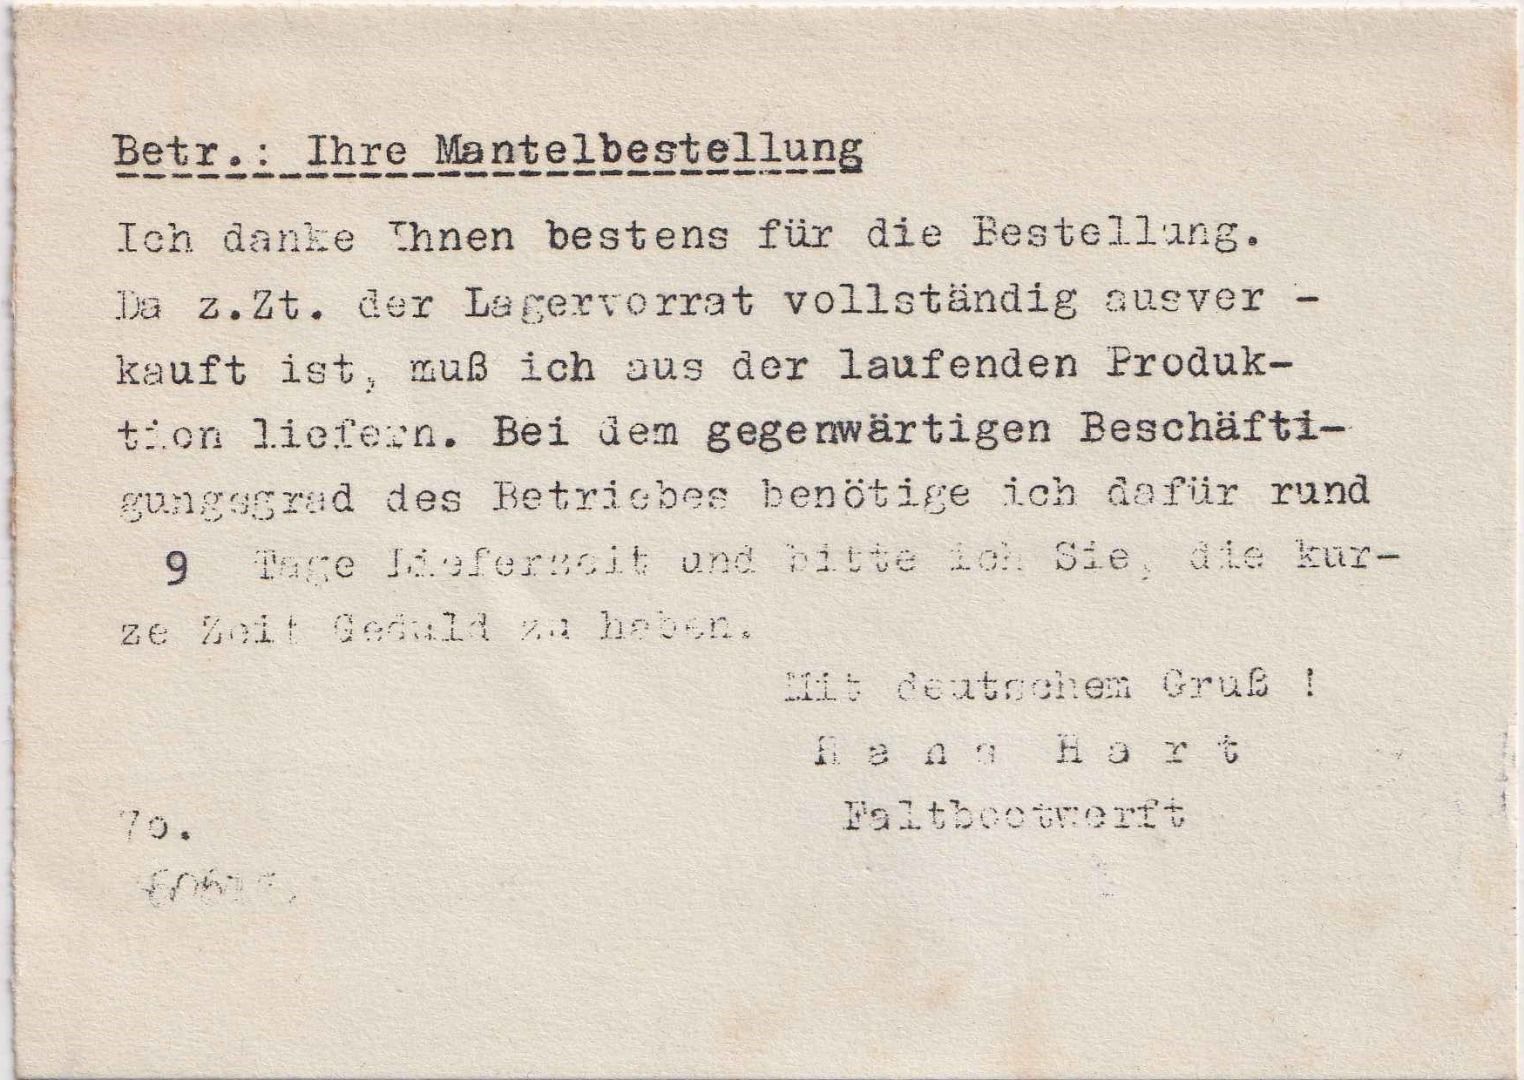 Betr.: Ihre Mantelbestellung
Ich danke Ihnen bestens für die Bestellung.
Da z.Zt. der Lagervorrat vollständig ausver -
kauft ist, muß ich aus der laufenden Produk-
tion liefern. Bei dem gegenwärtigen Beschäfti-
gungsgrad des Betriebes benötige ich dafür rund
9 Tage Lieferzeit und bitte ich Sie, die kur-
ze Zeit Geduld zu haben.
Mit deutschem Gruß !
Hans Hart
Faltbootwerft
7o.